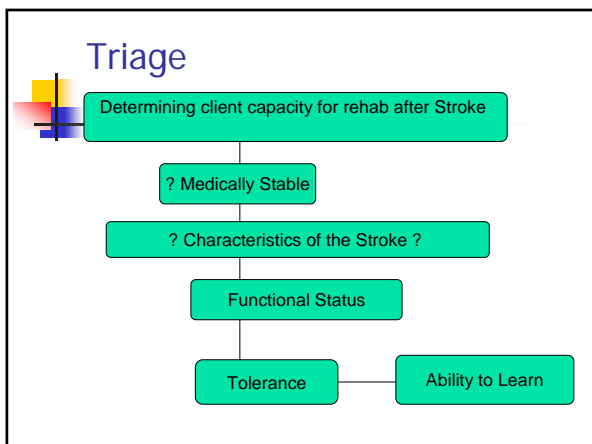 Triage
Determining client capacity for rehab after Stroke
? Medically Stable
? Characteristics of the Stroke ?
Functional Status
Tolerance
Ability to Learn